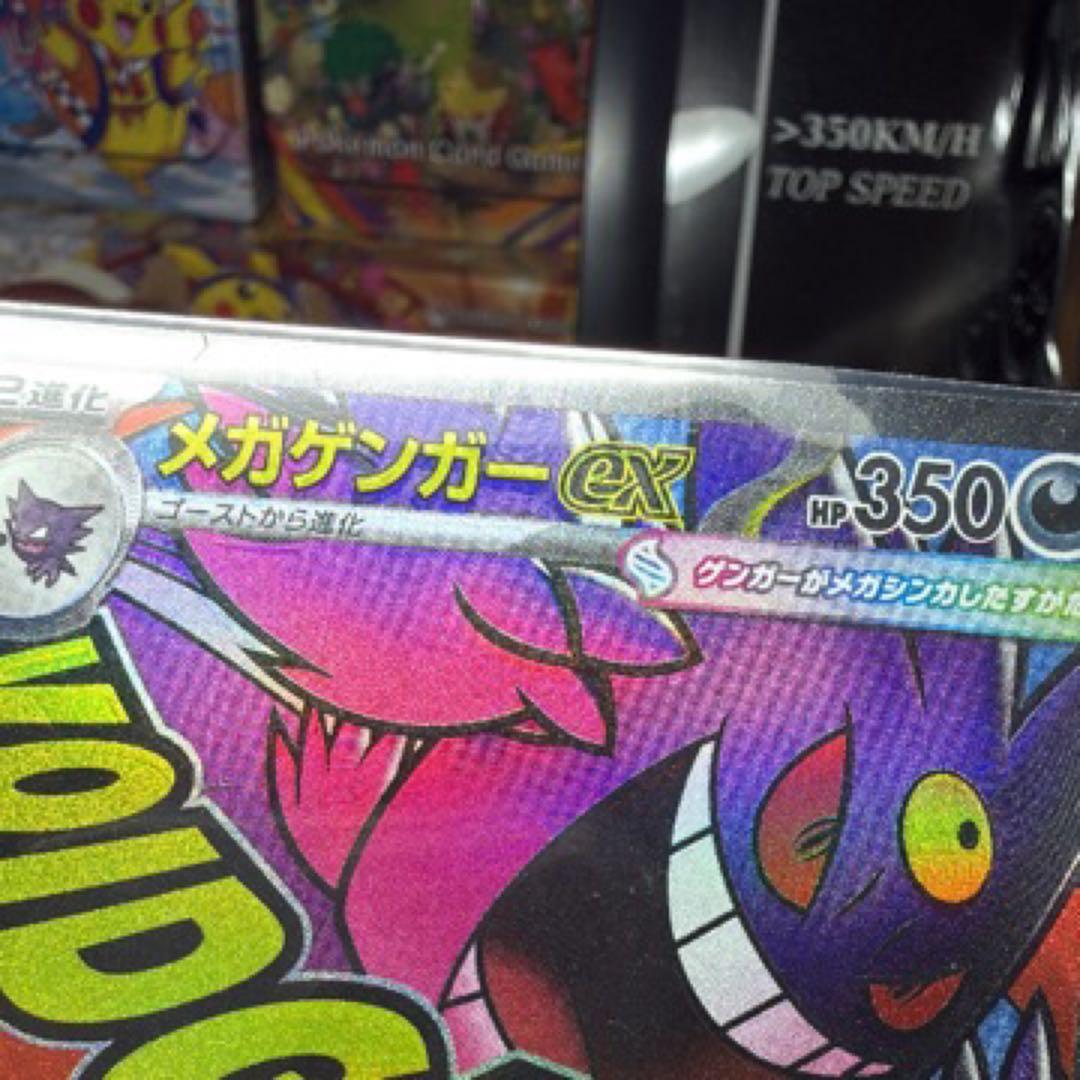 >350KM/H
TOP SPEED
2進化
メガゲンガーex
HP350
ゴーストから進化
ゲンガーがメガシンカしたすがた
VOID